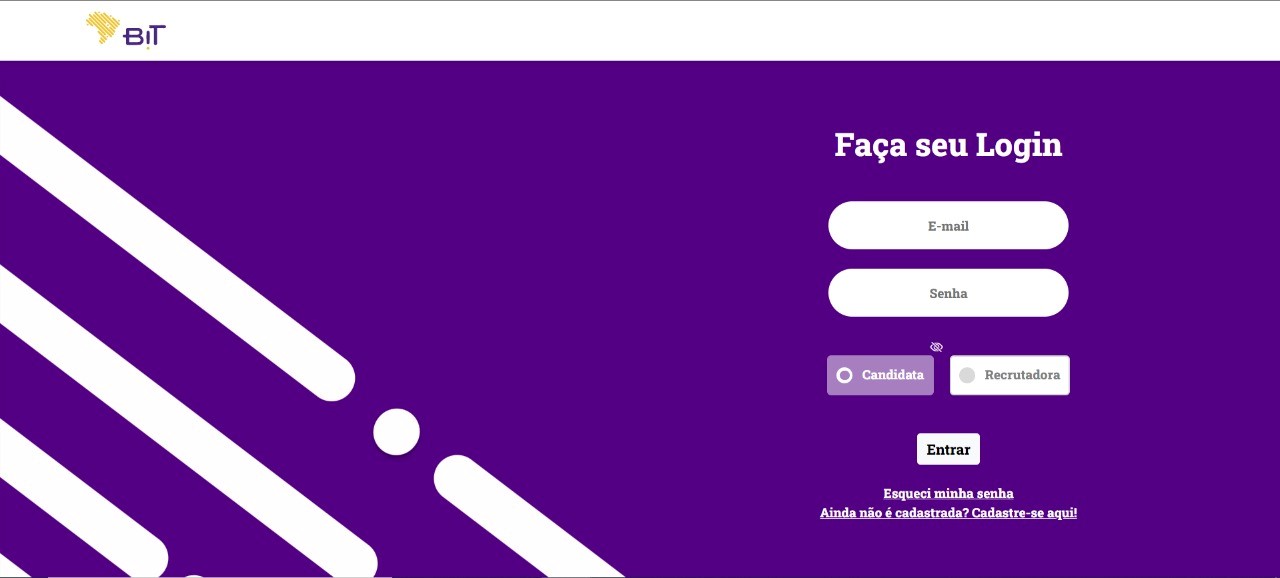 BiT
Faça seu Login
E-mail
Senha
Candidata
Recrutadora
Entrar
Esqueci minha senha
Ainda não é cadastrada? Cadastre-se aqui!